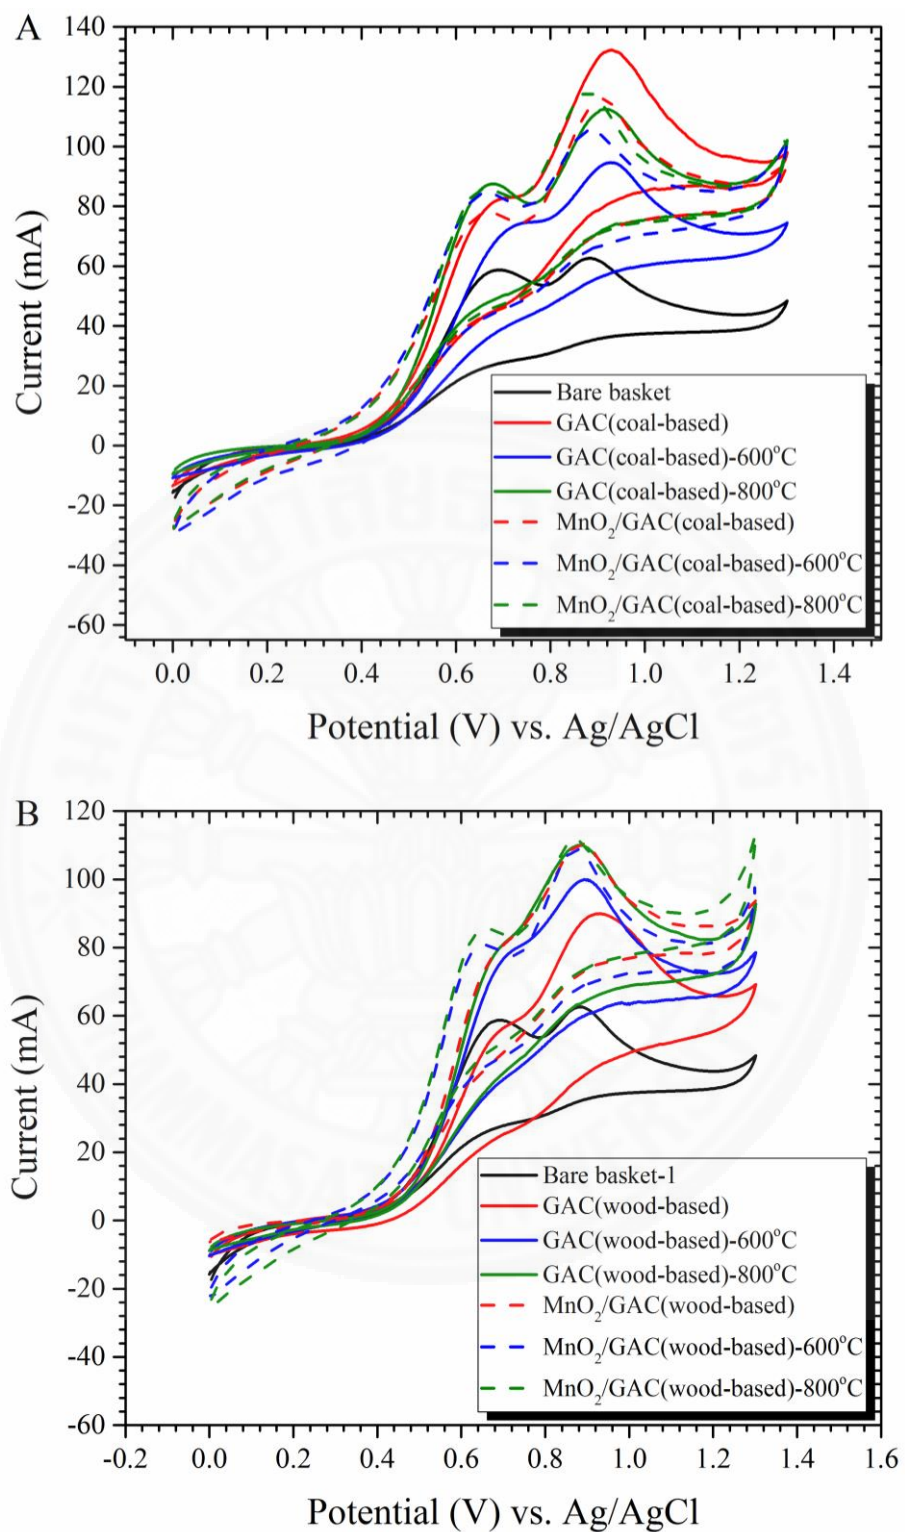 A
140
120
100
80
60
40
20
0
-20
-40
-60
Current (mA)
Bare basket
GAC(coal-based)
GAC(coal-based)-600°C
GAC(coal-based)-800°C
MnO₂/GAC(coal-based)
MnO₂/GAC(coal-based)-600°C
MnO₂/GAC(coal-based)-800°C
0.0 0.2 0.4 0.6 0.8 1.0 1.2 1.4
Potential (V) vs. Ag/AgCl
B
120
100
80
60
40
20
0
-20
-40
-60
Current (mA)
Bare basket-1
GAC(wood-based)
GAC(wood-based)-600°C
GAC(wood-based)-800°C
MnO₂/GAC(wood-based)
MnO₂/GAC(wood-based)-600°C
MnO₂/GAC(wood-based)-800°C
-0.2 0.0 0.2 0.4 0.6 0.8 1.0 1.2 1.4 1.6
Potential (V) vs. Ag/AgCl